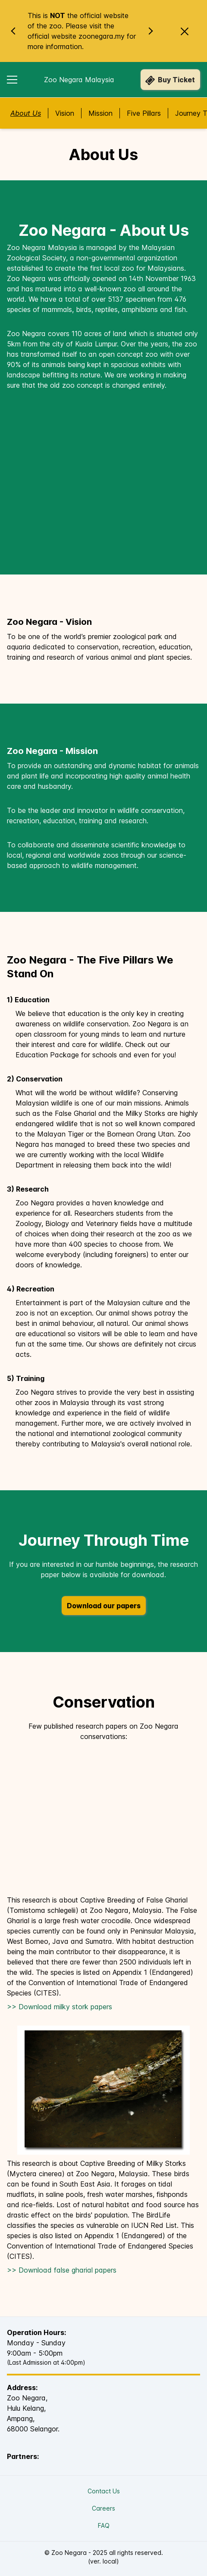 This is NOT the official website
of the zoo. Please visit the
official website zoonegara.my for
more information.
Zoo Negara Malaysia
Buy Ticket
About Us
Vision
Mission
Five Pillars
Journey T
About Us
Zoo Negara - About Us
Zoo Negara Malaysia is managed by the Malaysian
Zoological Society, a non-governmental organization
established to create the first local zoo for Malaysians.
Zoo Negara was officially opened on 14th November 1963
and has matured into a well-known zoo all around the
world. We have a total of over 5137 specimen from 476
species of mammals, birds, reptiles, amphibians and fish.
Zoo Negara covers 110 acres of land which is situated only
5km from the city of Kuala Lumpur. Over the years, the zoo
has transformed itself to an open concept zoo with over
90% of its animals being kept in spacious exhibits with
landscape befitting its nature. We are working in making
sure that the old zoo concept is changed entirely.
Zoo Negara - Vision
To be one of the world's premier zoological park and
aquaria dedicated to conservation, recreation, education,
training and research of various animal and plant species.
Zoo Negara - Mission
To provide an outstanding and dynamic habitat for animals
and plant life and incorporating high quality animal health
care and husbandry.
To be the leader and innovator in wildlife conservation,
recreation, education, training and research.
To collaborate and disseminate scientific knowledge to
local, regional and worldwide zoos through our science-
based approach to wildlife management.
Zoo Negara - The Five Pillars We
Stand On
1) Education
We believe that education is the only key in creating
awareness on wildlife conservation. Zoo Negara is an
open classroom for young minds to learn and nurture
their interest and care for wildlife. Check out our
Education Package for schools and even for you!
2) Conservation
What will the world be without wildlife? Conserving
Malaysian wildlife is one of our main missions. Animals
such as the False Gharial and the Milky Storks are highly
endangered wildlife that is not so well known compared
to the Malayan Tiger or the Bornean Orang Utan. Zoo
Negara has managed to breed these two species and
we are currently working with the local Wildlife
Department in releasing them back into the wild!
3) Research
Zoo Negara provides a haven knowledge and
experience for all. Researchers students from the
Zoology, Biology and Veterinary fields have a multitude
of choices when doing their research at the zoo as we
have more than 400 species to choose from. We
welcome everybody (including foreigners) to enter our
doors of knowledge.
4) Recreation
Entertainment is part of the Malaysian culture and the
zoo is not an exception. Our animal shows potray the
best in animal behaviour, all natural. Our animal shows
are educational so visitors will be able to learn and have
fun at the same time. Our shows are definitely not circus
acts.
5) Training
Zoo Negara strives to provide the very best in assisting
other zoos in Malaysia through its vast strong
knowledge and experience in the field of wildlife
management. Further more, we are actively involved in
the national and international zoological community
thereby contributing to Malaysia's overall national role.
Journey Through Time
If you are interested in our humble beginnings, the research
paper below is available for download.
Download our papers
Conservation
Few published research papers on Zoo Negara
conservations:
This research is about Captive Breeding of False Gharial
(Tomistoma schlegelii) at Zoo Negara, Malaysia. The False
Gharial is a large fresh water crocodile. Once widespread
species currently can be found only in Peninsular Malaysia,
West Borneo, Java and Sumatra. With habitat destruction
being the main contributor to their disappearance, it is
believed that there are fewer than 2500 individuals left in
the wild. The species is listed on Appendix 1 (Endangered)
of the Convention of International Trade of Endangered
Species (CITES).
>> Download milky stork papers
This research is about Captive Breeding of Milky Storks
(Mycteria cinerea) at Zoo Negara, Malaysia. These birds
can be found in South East Asia. It forages on tidal
mudflats, in saline pools, fresh water marshes, fishponds
and rice-fields. Lost of natural habitat and food source has
drastic effect on the birds' population. The BirdLife
classifies the species as vulnerable on IUCN Red List. This
species is also listed on Appendix 1 (Endangered) of the
Convention of International Trade of Endangered Species
(CITES).
>> Download false gharial papers
Operation Hours:
Monday - Sunday
9:00am - 5:00pm
(Last Admission at 4:00pm)
Address:
Zoo Negara,
Hulu Kelang,
Ampang,
68000 Selangor.
Partners:
Contact Us
Careers
FAQ
© Zoo Negara - 2025 all rights reserved.
(ver. local)